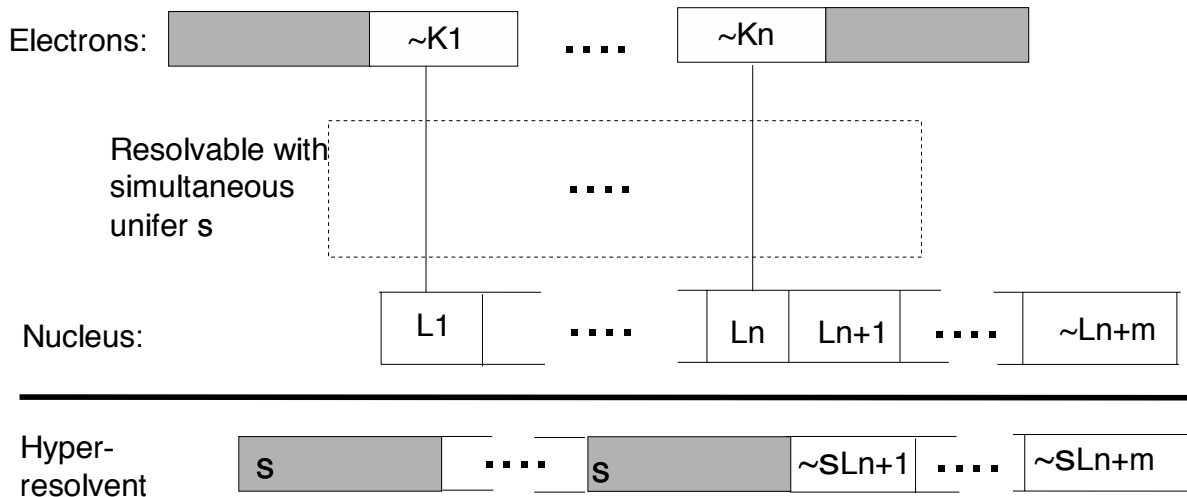 Electrons: ~K1 .... ~Kn
Resolvable with
simultaneous
unifer s
....
Nucleus: L1 .... Ln Ln+1 .... ~Ln+m
Hyper-
resolvent s .... s ~sLn+1 .... ~sLn+m